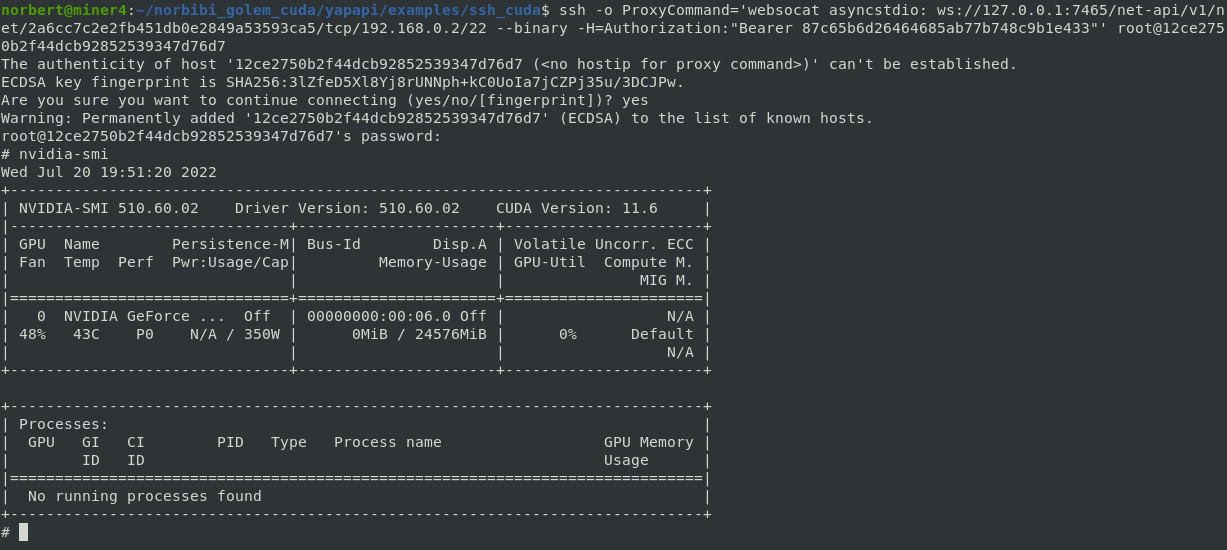 norbert@miner4:~/norbibi_golem_cuda/yapapi/examples/ssh_cuda$ ssh -o ProxyCommand='websocat asyncstdio: ws://127.0.0.1:7465/net-api/v1/n
et/2a6cc7c2e2fb451db0e2849a53593ca5/tcp/192.168.0.2/22 --binary -H=Authorization:"Bearer 87c65b6d26464685ab77b748c9b1e433"' root@12ce275
0b2f44dcb92852539347d76d7
The authenticity of host '12ce2750b2f44dcb92852539347d76d7 (<no hostip for proxy command>)' can't be established.
ECDSA key fingerprint is SHA256:3lZfeD5Xl8Yj8rUNNph+kC0UoIa7jCZPj35u/3DCJPw.
Are you sure you want to continue connecting (yes/no/[fingerprint])? yes
Warning: Permanently added '12ce2750b2f44dcb92852539347d76d7' (ECDSA) to the list of known hosts.
root@12ce2750b2f44dcb92852539347d76d7's password:
# nvidia-smi
Wed Jul 20 19:51:20 2022
+-----------------------------------------------------------------------------+
| NVIDIA-SMI 510.60.02    Driver Version: 510.60.02    CUDA Version: 11.6     |
|-------------------------------+----------------------+----------------------+
| GPU  Name        Persistence-M| Bus-Id        Disp.A | Volatile Uncorr. ECC |
| Fan  Temp  Perf  Pwr:Usage/Cap|         Memory-Usage | GPU-Util  Compute M. |
|                               |                      |               MIG M. |
|===============================+======================+======================|
|   0  NVIDIA GeForce ...  Off  | 00000000:00:06.0 Off |                  N/A |
| 48%   43C    P0    N/A / 350W |      0MiB / 24576MiB |      0%      Default |
|                               |                      |                  N/A |
+-------------------------------+----------------------+----------------------+

+-----------------------------------------------------------------------------+
| Processes:                                                                  |
|  GPU   GI   CI        PID   Type   Process name                  GPU Memory |
|        ID   ID                                                   Usage      |
|=============================================================================|
|  No running processes found                                                 |
+-----------------------------------------------------------------------------+
#